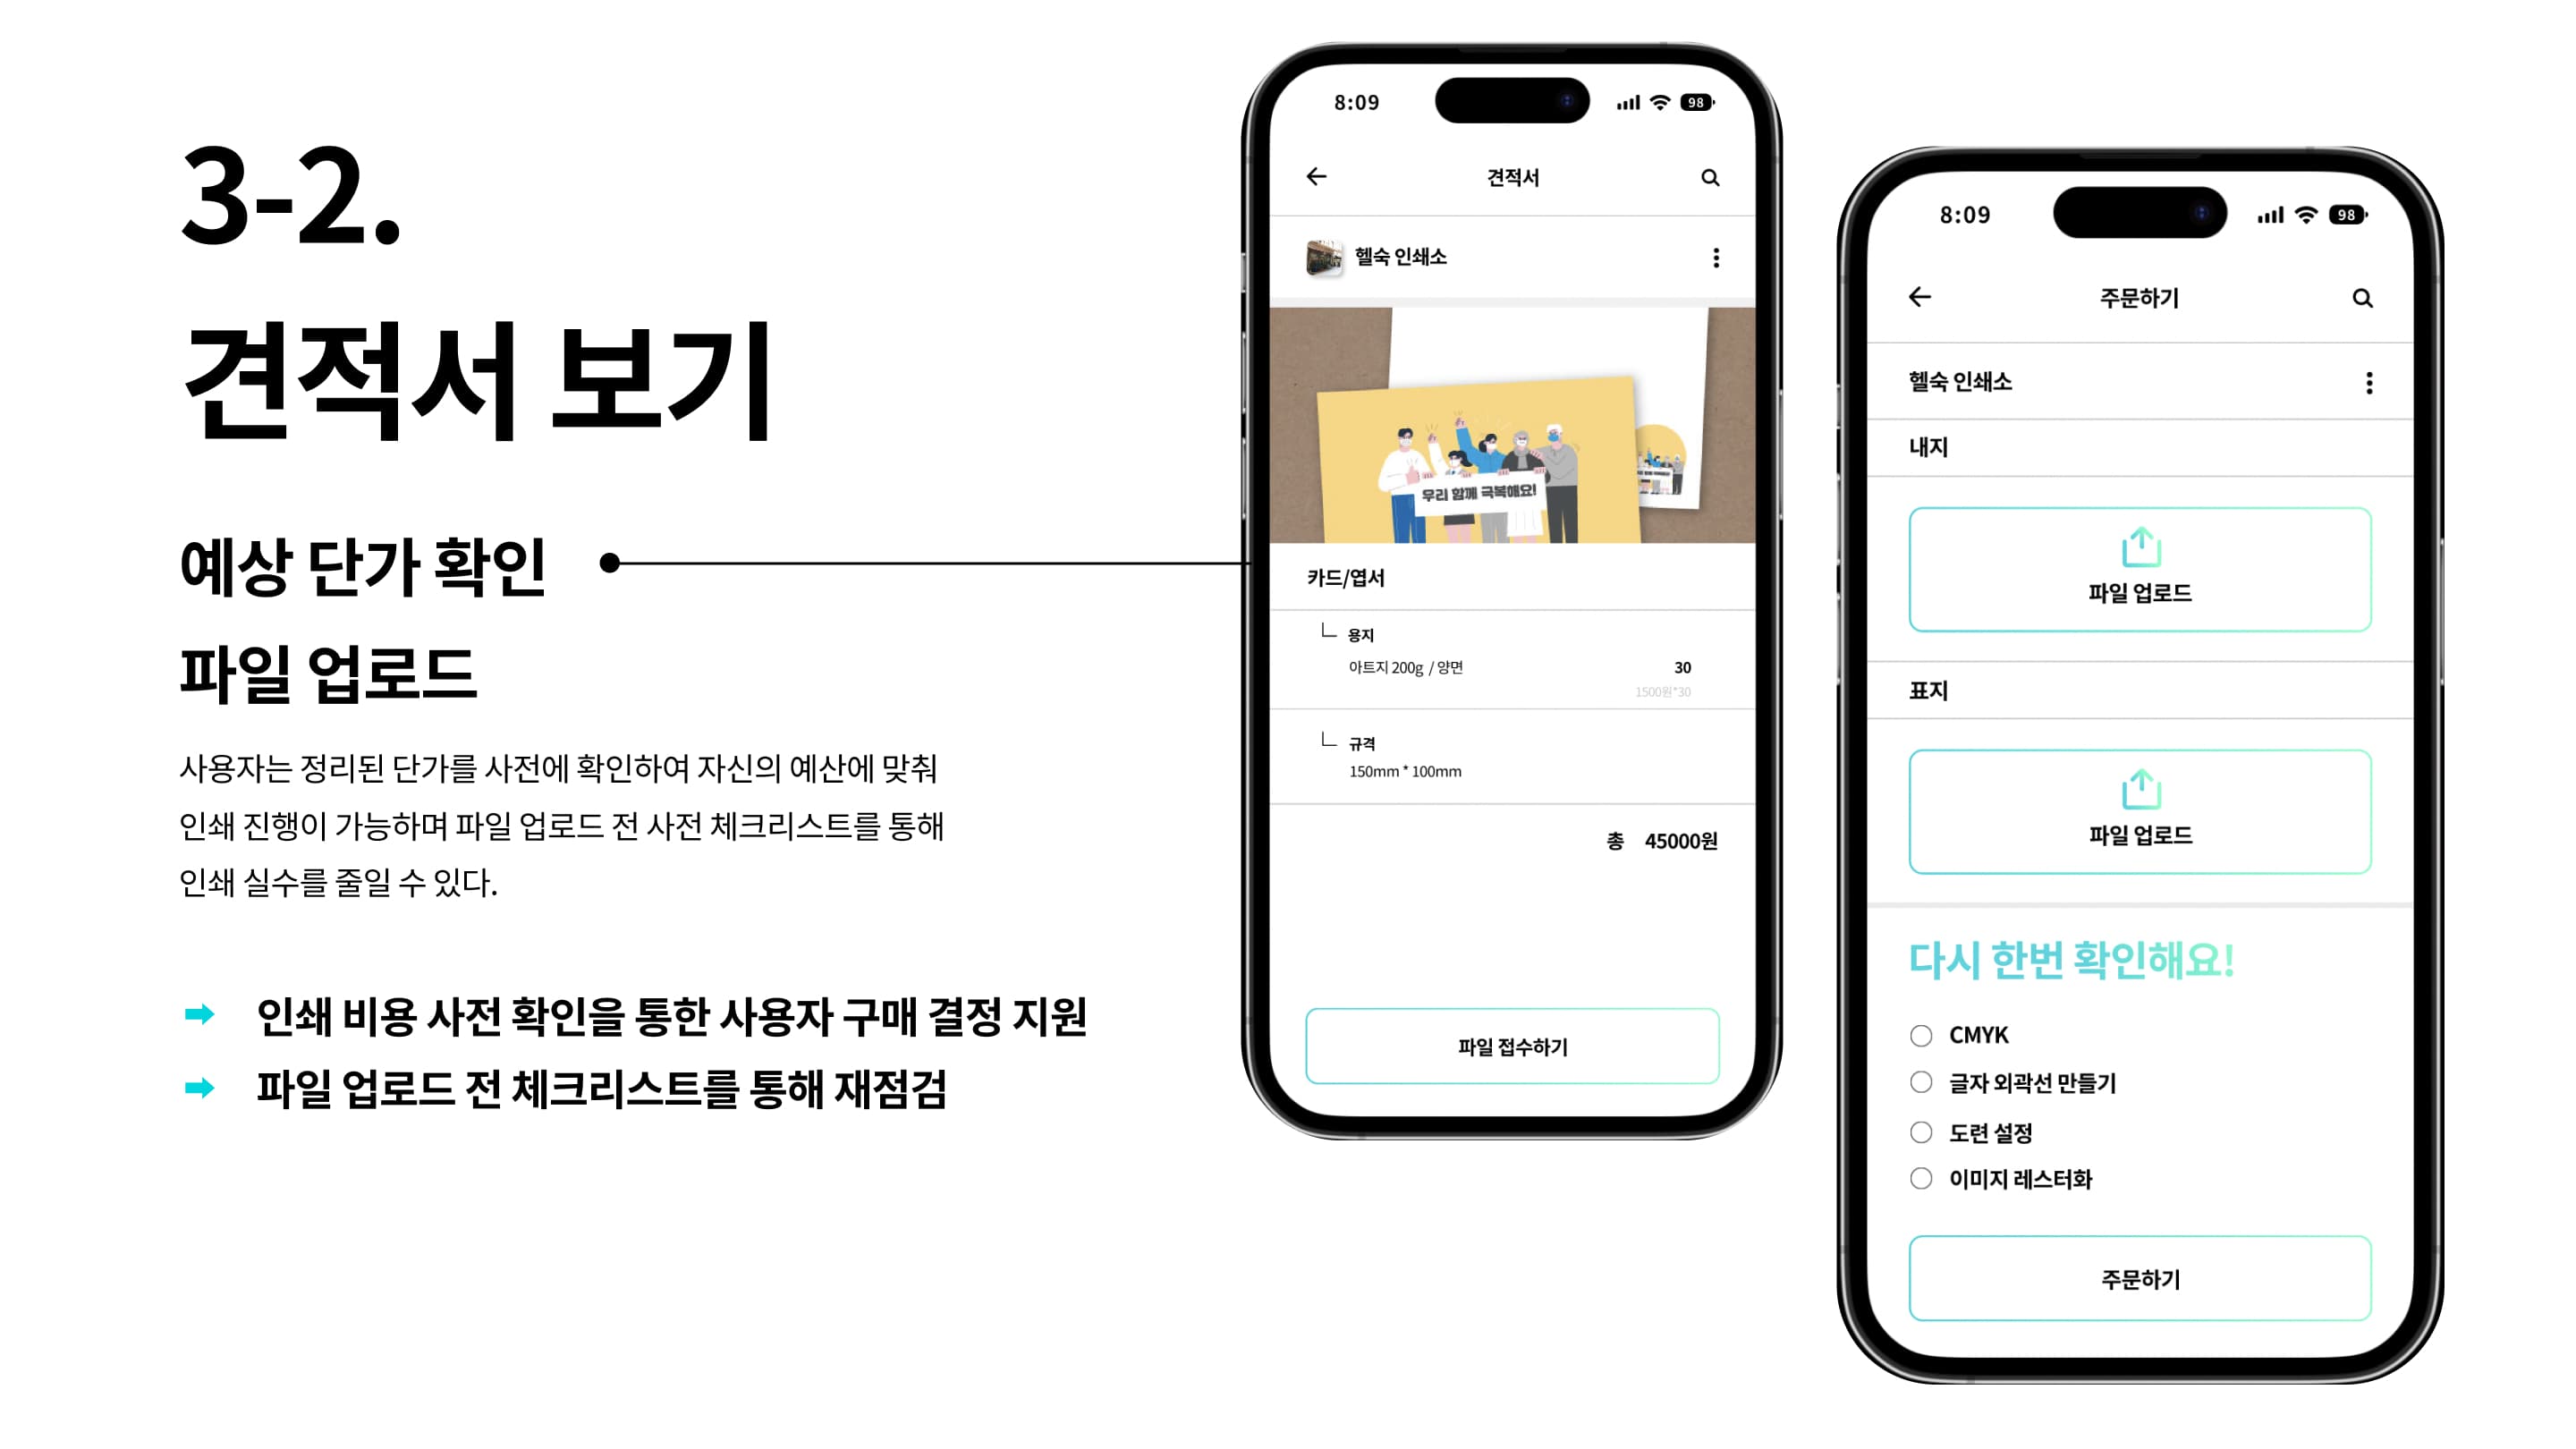 3-2.
견적서 보기
예상 단가 확인
파일 업로드
사용자는 정리된 단가를 사전에 확인하여 자신의 예산에 맞춰
인쇄 진행이 가능하며 파일 업로드 전 사전 체크리스트를 통해
인쇄 실수를 줄일 수 있다.
인쇄 비용 사전 확인을 통한 사용자 구매 결정 지원
파일 업로드 전 체크리스트를 통해 재점검
8:09
98
견적서
헬숙 인쇄소
우리 함께 극복해요!
카드/엽서
용지
아트지 200g / 양면 30
1500원*30
규격
150mm * 100mm
총 45000원
파일 접수하기
8:09
98
주문하기
헬숙 인쇄소
내지
파일 업로드
표지
파일 업로드
다시 한번 확인해요!
CMYK
글자 외곽선 만들기
도련 설정
이미지 레스터화
주문하기